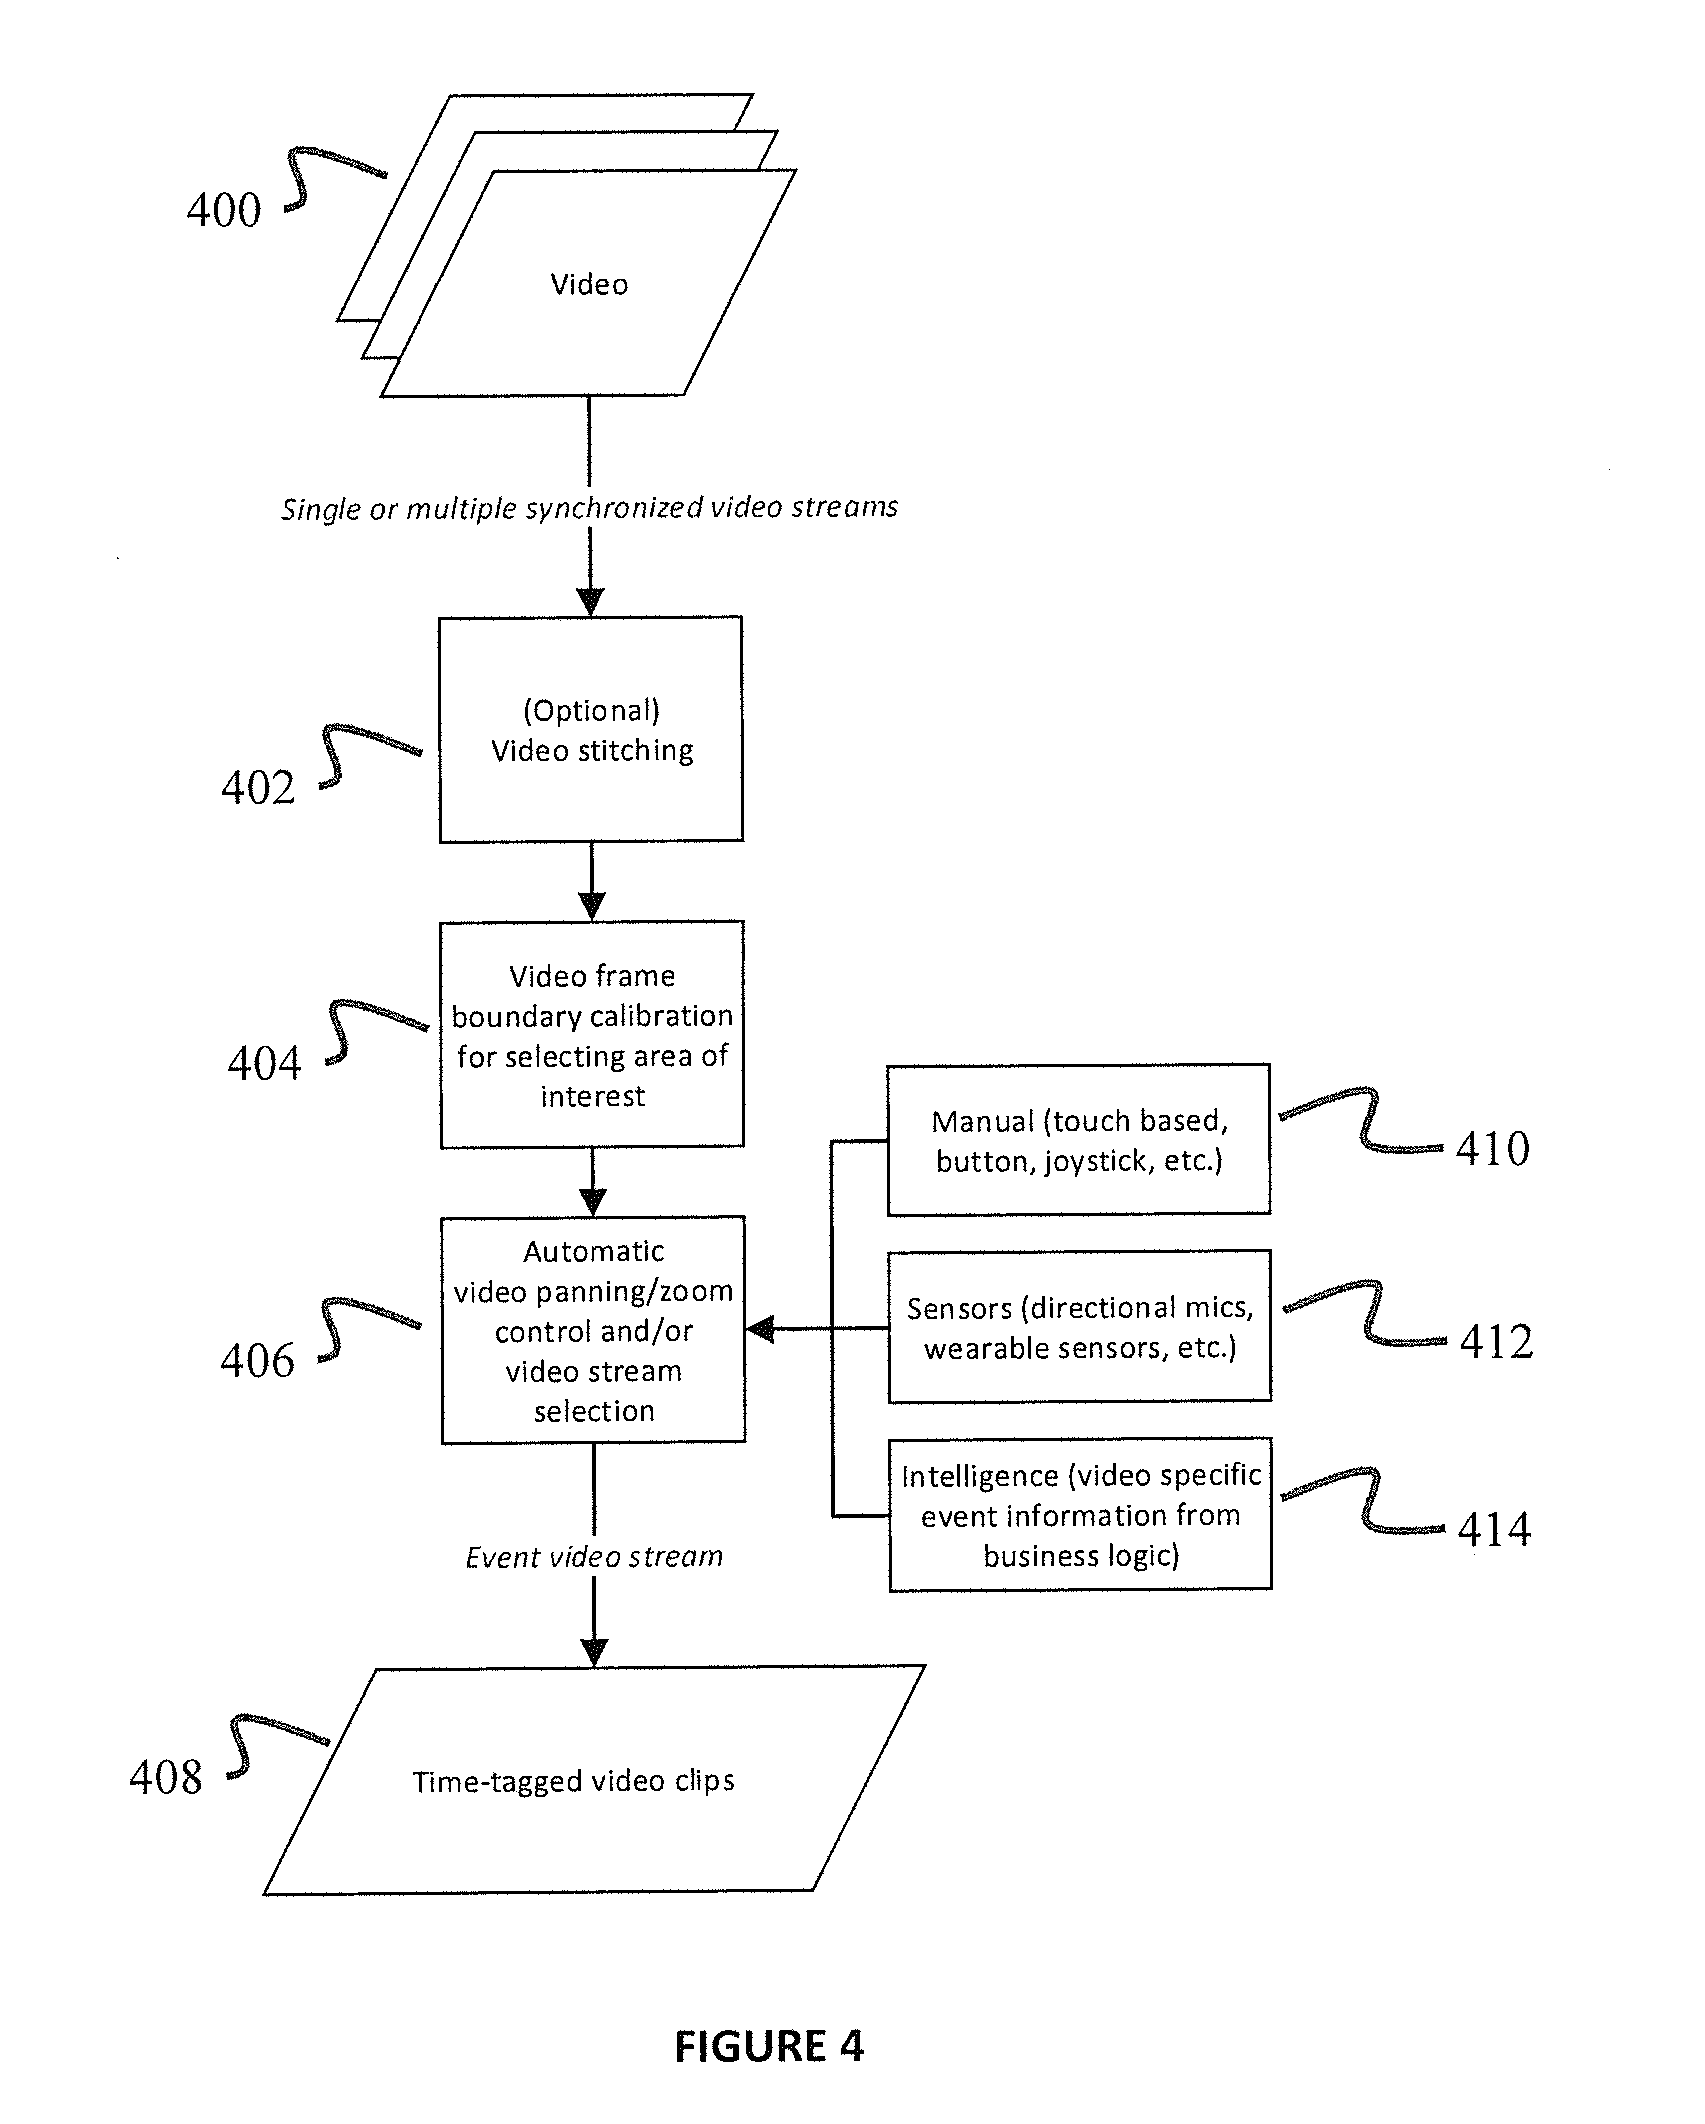 400
Video
Single or multiple synchronized video streams
402
(Optional)
Video stitching
404
Video frame
boundary calibration
for selecting area of
interest
406
Automatic
video panning/zoom
control and/or
video stream
selection
Manual (touch based,
button, joystick, etc.)
410
Sensors (directional mics,
wearable sensors, etc.)
412
Intelligence (video specific
event information from
business logic)
414
Event video stream
408
Time-tagged video clips
FIGURE 4